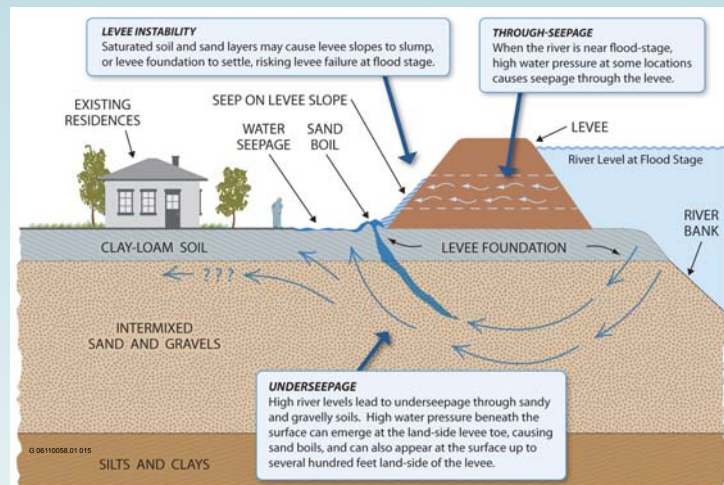 LEVEE INSTABILITY
Saturated soil and sand layers may cause levee slopes to slump,
or levee foundation to settle, risking levee failure at flood stage.
THROUGH-SEEPAGE
When the river is near flood-stage,
high water pressure at some locations
causes seepage through the levee.
EXISTING
RESIDENCES
SEEP ON LEVEE SLOPE
WATER
SEEPAGE
SAND
BOIL
LEVEE
River Level at Flood Stage
RIVER
BANK
CLAY-LOAM SOIL
LEVEE FOUNDATION
???
INTERMIXED
SAND AND GRAVELS
UNDERSEEPAGE
High river levels lead to underseepage through sandy
and gravelly soils. High water pressure beneath the
surface can emerge at the land-side levee toe, causing
sand boils, and can also appear at the surface up to
several hundred feet land-side of the levee.
G 06110058.01 015
SILTS AND CLAYS